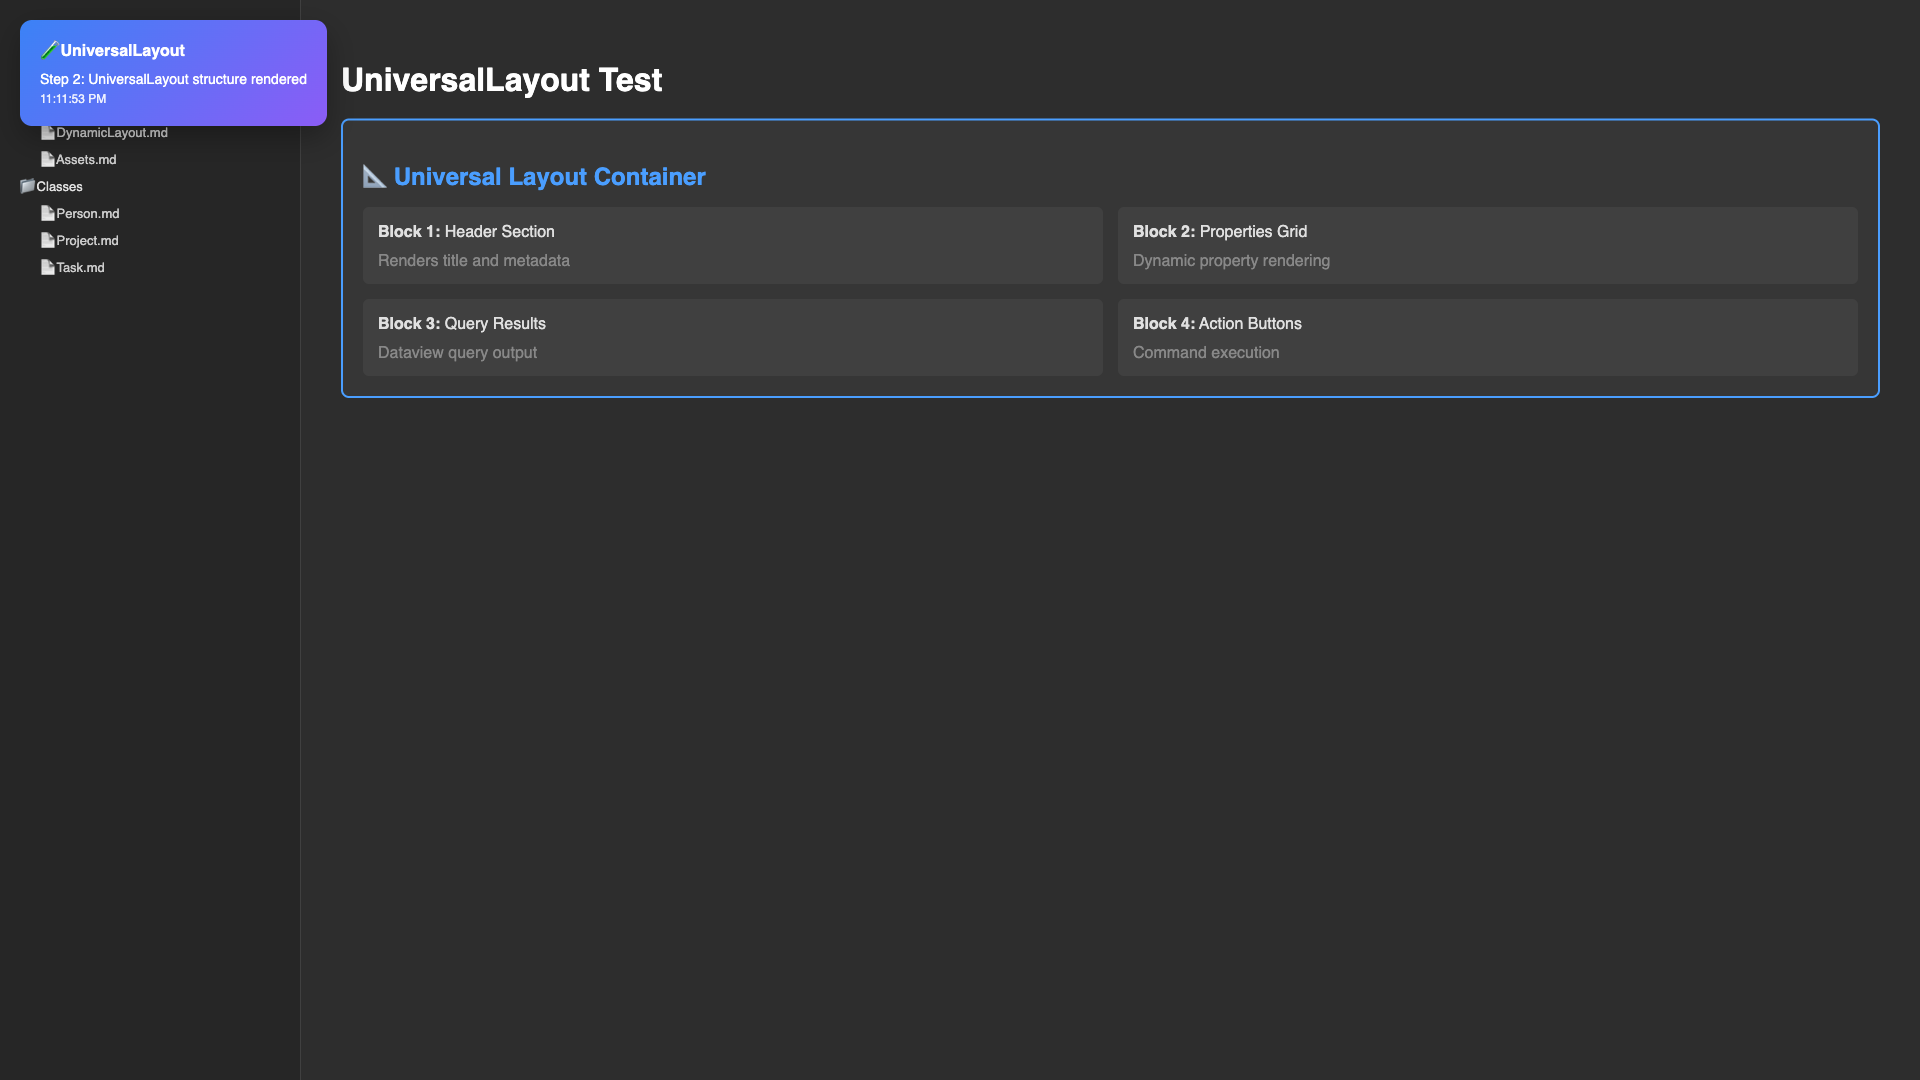 UniversalLayout
Step 2: UniversalLayout structure rendered
11:11:53 PM
DynamicLayout.md
Assets.md
Classes
Person.md
Project.md
Task.md
UniversalLayout Test
Universal Layout Container
Block 1: Header Section
Renders title and metadata
Block 2: Properties Grid
Dynamic property rendering
Block 3: Query Results
Dataview query output
Block 4: Action Buttons
Command execution